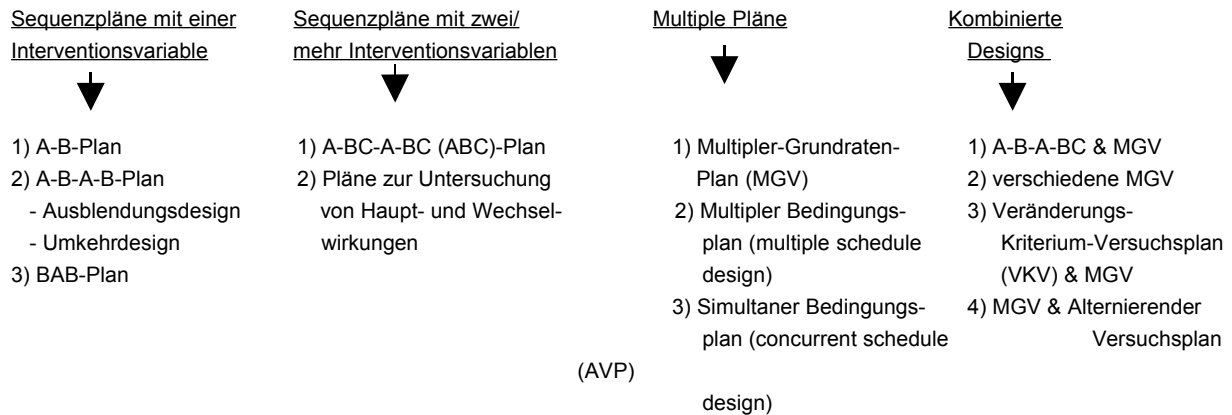 Sequenzpläne mit einer
Interventionsvariable
1) A-B-Plan
2) A-B-A-B-Plan
- Ausblendungsdesign
- Umkehrdesign
3) BAB-Plan
Sequenzpläne mit zwei/
mehr Interventionsvariablen
1) A-BC-A-BC (ABC)-Plan
2) Pläne zur Untersuchung
von Haupt- und Wechsel-
wirkungen
Multiple Pläne
1) Multipler-Grundraten-
Plan (MGV)
2) Multipler Bedingungs-
plan (multiple schedule
design)
3) Simultaner Bedingungs-
plan (concurrent schedule
design)
Kombinierte
Designs
1) A-B-A-BC & MGV
2) verschiedene MGV
3) Veränderungs-
Kriterium-Versuchsplan
(VKV) & MGV
4) MGV & Alternierender
Versuchsplan
(AVP)